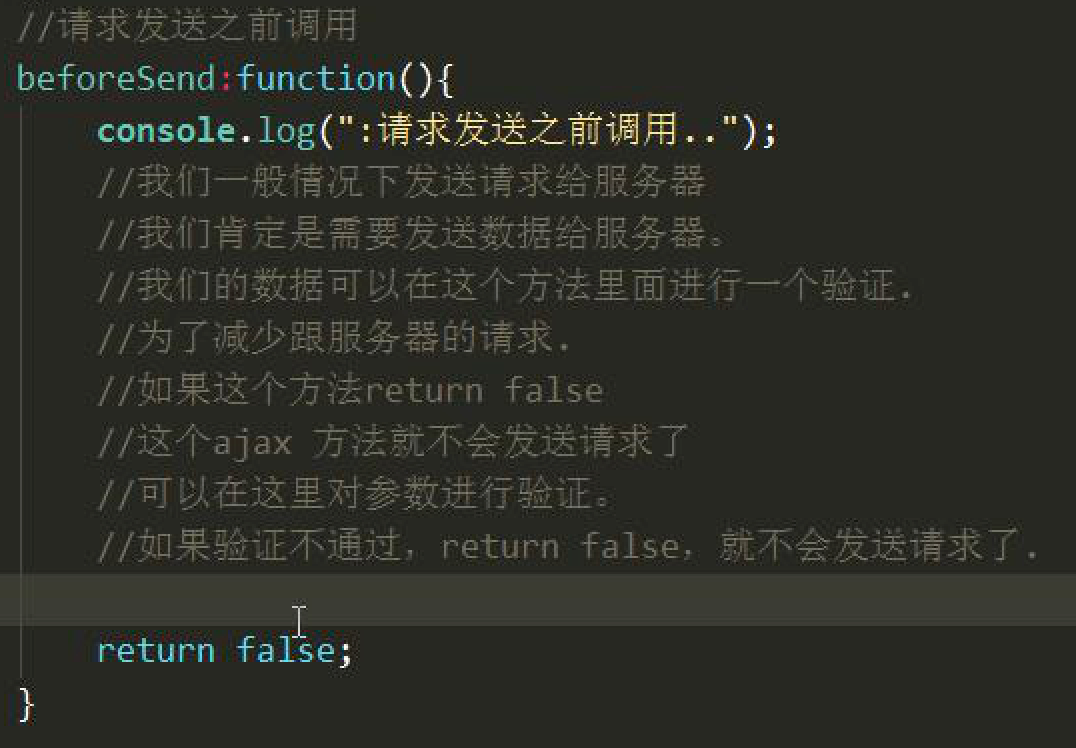 //请求发送之前调用
beforeSend:function(){
console.log(":请求发送之前调用..");
//我们一般情况下发送请求给服务器
//我们肯定是需要发送数据给服务器。
//我们的数据可以在这个方法里面进行一个验证.
//为了减少跟服务器的请求.
//如果这个方法return false
//这个ajax 方法就不会发送请求了
//可以在这里对参数进行验证。
//如果验证不通过，return false，就不会发送请求了.
return false;
}